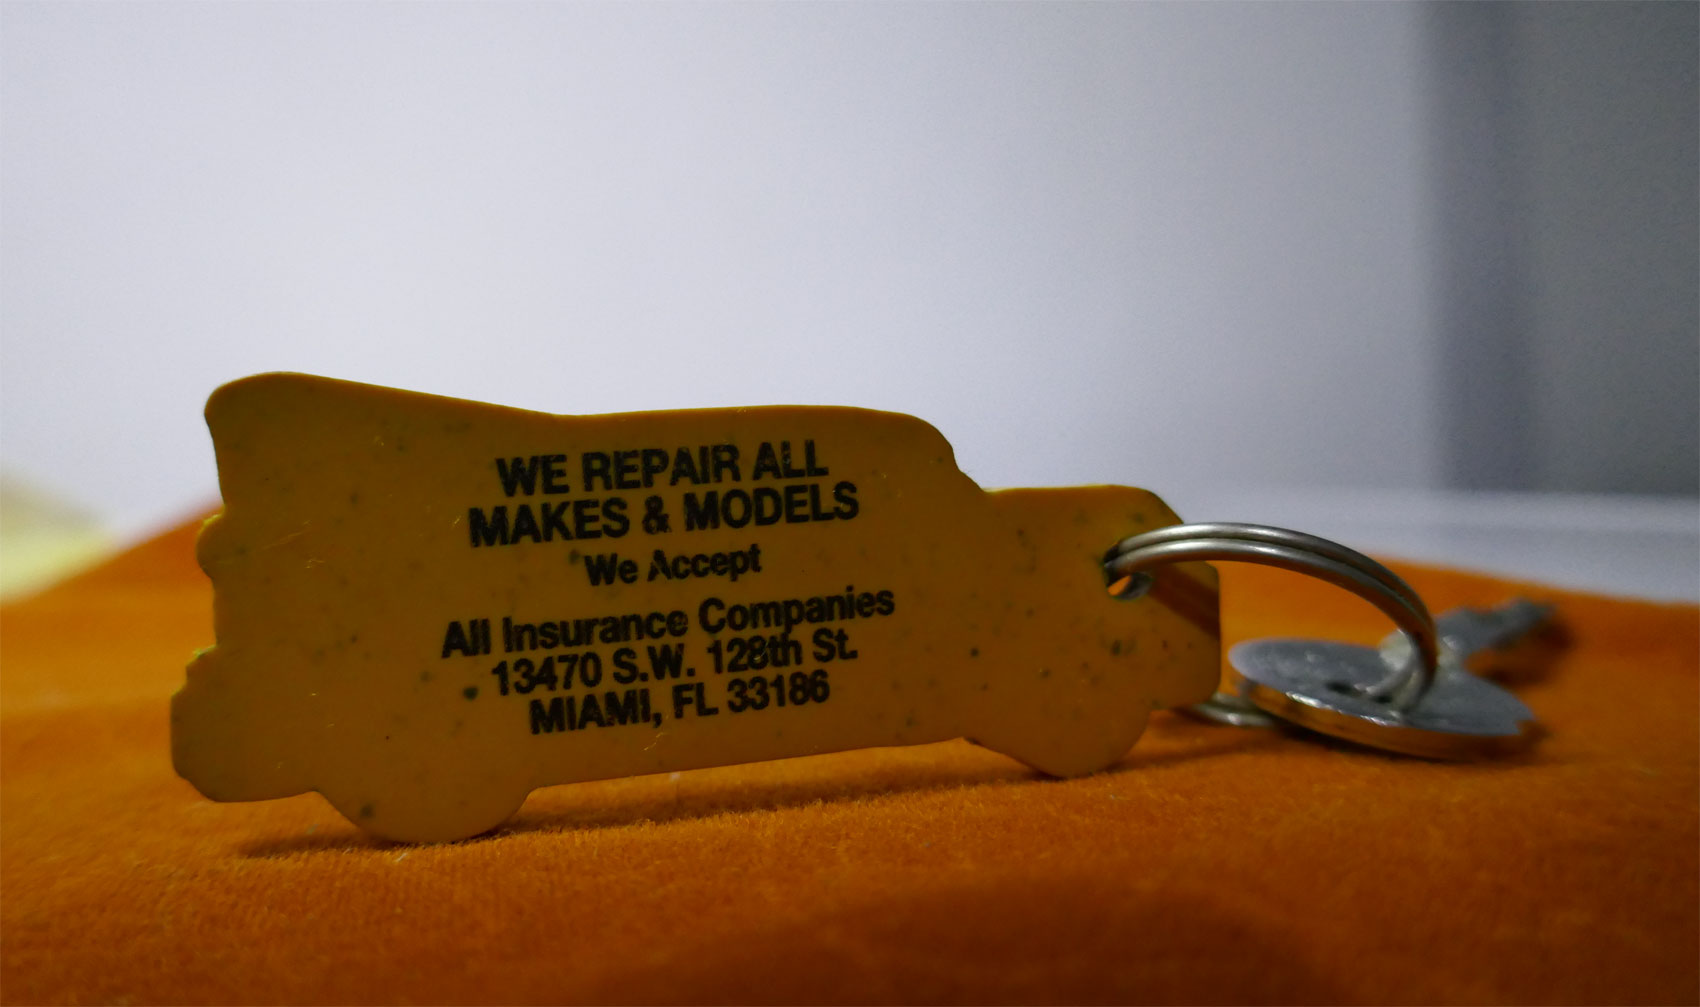 WE REPAIR ALL
MAKES & MODELS
We Accept
All Insurance Companies
13470 S.W. 128th St.
MIAMI, FL 33186